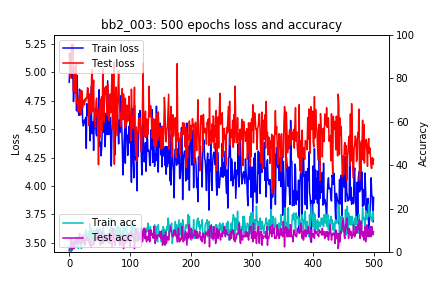 bb2_003: 500 epochs loss and accuracy
Train loss
Test loss
Train acc
Test acc
Loss
5.25
5.00
4.75
4.50
4.25
4.00
3.75
3.50
Accuracy
100
80
60
40
20
0
0 100 200 300 400 500